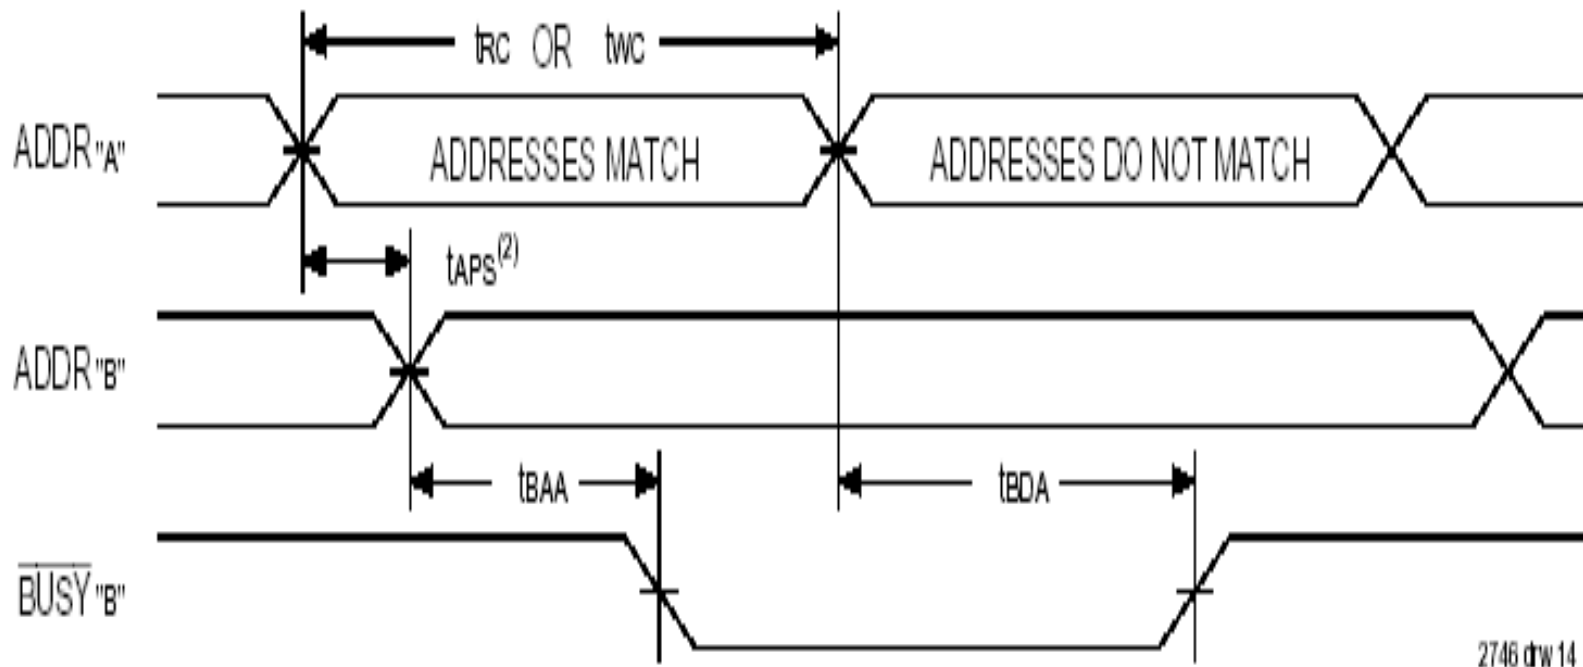 tRC OR tWC
ADDR"A"
ADDRESSES MATCH
ADDRESSES DO NOT MATCH
tAPS(2)
ADDR"B"
tBAA
tBDA
BUSY"B"
2746 drw 14